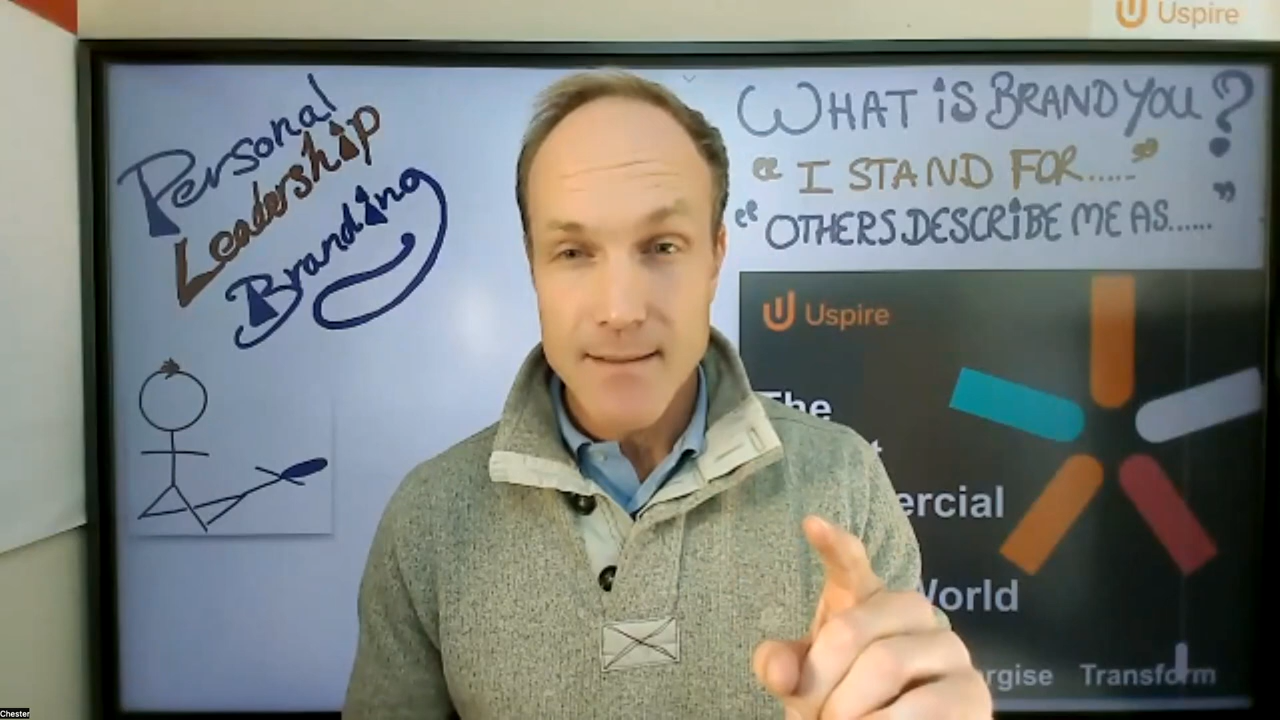 Uspire
Personal
Leadership
Branding
WHAT iS BRAND YOU?
"I STAND FOR....."
"OTHERS DESCRiBE ME AS......"
Uspire
The
ercial
World
Transform
Chester